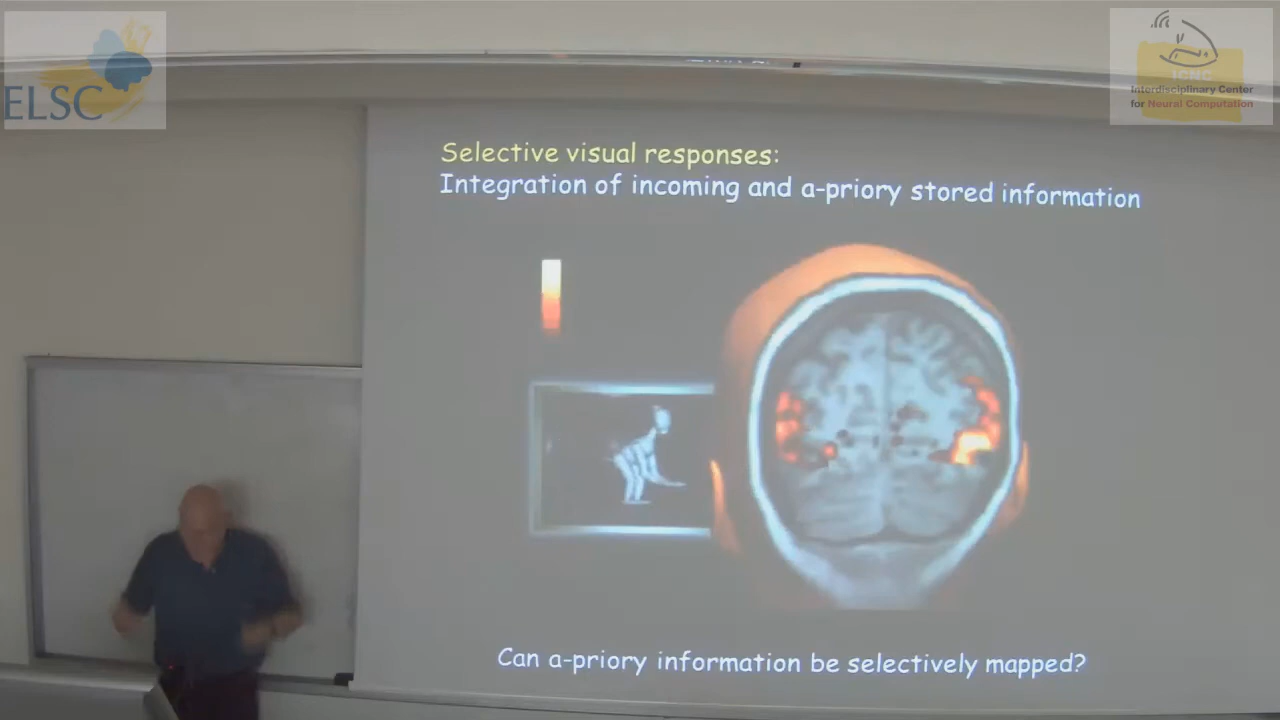 ELSC
ICNC
Interdisciplinary Center
for Neural Computation
Selective visual responses:
Integration of incoming and a-priory stored information
Can a-priory information be selectively mapped?